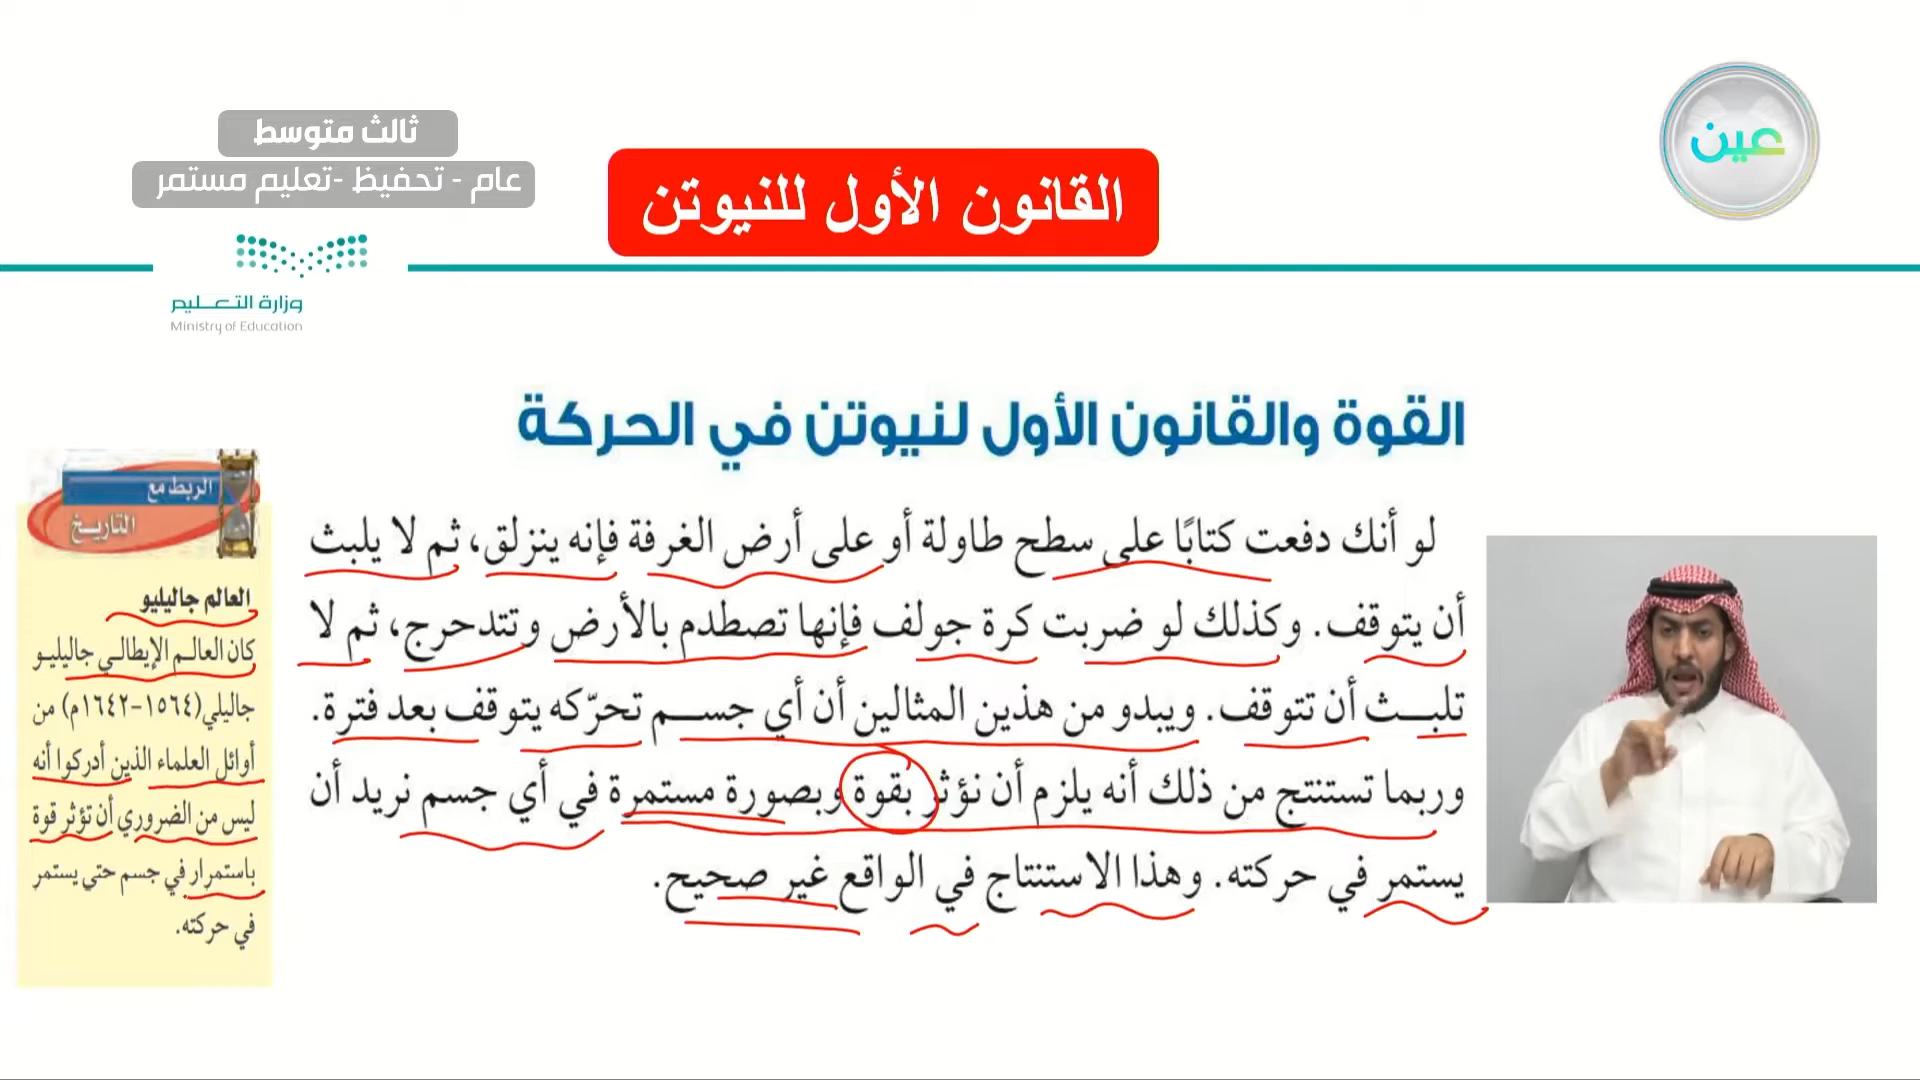 عين
ثالث متوسط
عام - تحفيظ -تعليم مستمر
القانون الأول للنيوتن
وزارة التعليم
Ministry of Education
القوة والقانون الأول لنيوتن في الحركة
لو أنك دفعت كتابًا على سطح طاولة أو على أرض الغرفة فإنه ينزلق، ثم لا يلبث
أن يتوقف. وكذلك لو ضربت كرة جولف فإنها تصطدم بالأرض وتتدحرج، ثم لا
تلبث أن تتوقف. ويبدو من هذين المثالين أن أي جسم تحرّكه يتوقف بعد فترة.
وربما تستنتج من ذلك أنه يلزم أن نؤثر بقوة وبصورة مستمرة في أي جسم نريد أن
يستمر في حركته. وهذا الاستنتاج في الواقع غير صحيح.
الربط مع
التاريخ
العالم جاليليو
كان العالم الإيطالي جاليليو
جاليلي(١٥٦٤-١٦٤٢م) من
أوائل العلماء الذين أدركوا أنه
ليس من الضروري أن تؤثر قوة
باستمرار في جسم حتي يستمر
في حركته.